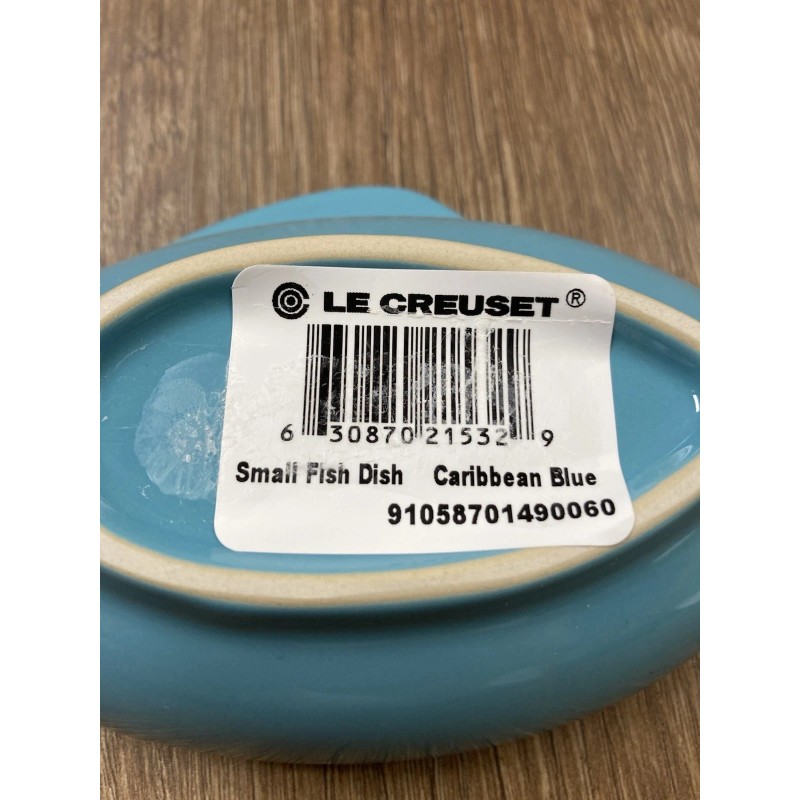 LE CREUSET®
6 30870 21532 9
Small Fish Dish Caribbean Blue
91058701490060